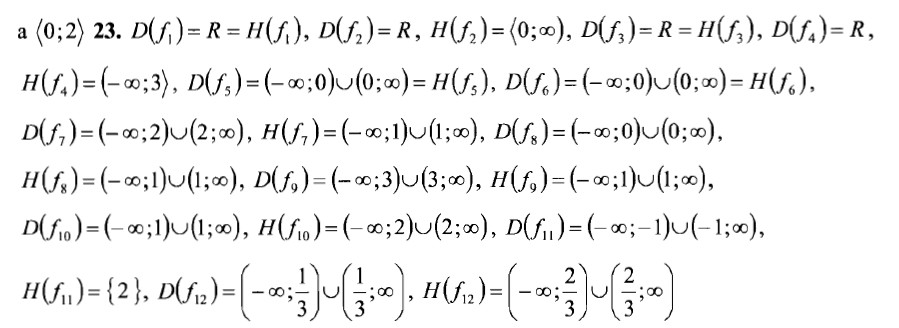 a ⟨0;2⟩ 23. D(f₁)= R = H(f₁), D(f₂)= R, H(f₂)=⟨0;∞), D(f₃)= R = H(f₃), D(f₄)= R,
H(f₄)=(−∞;3⟩, D(f₅)=(−∞;0)∪(0;∞)= H(f₅), D(f₆)=(−∞;0)∪(0;∞)= H(f₆),
D(f₇)=(−∞;2)∪(2;∞), H(f₇)=(−∞;1)∪(1;∞), D(f₈)=(−∞;0)∪(0;∞),
H(f₈)=(−∞;1)∪(1;∞), D(f₉)=(−∞;3)∪(3;∞), H(f₉)=(−∞;1)∪(1;∞),
D(f₁₀)=(−∞;1)∪(1;∞), H(f₁₀)=(−∞;2)∪(2;∞), D(f₁₁)=(−∞;−1)∪(−1;∞),
H(f₁₁)={2}, D(f₁₂)=(−∞;1/3)∪(1/3;∞), H(f₁₂)=(−∞;2/3)∪(2/3;∞)